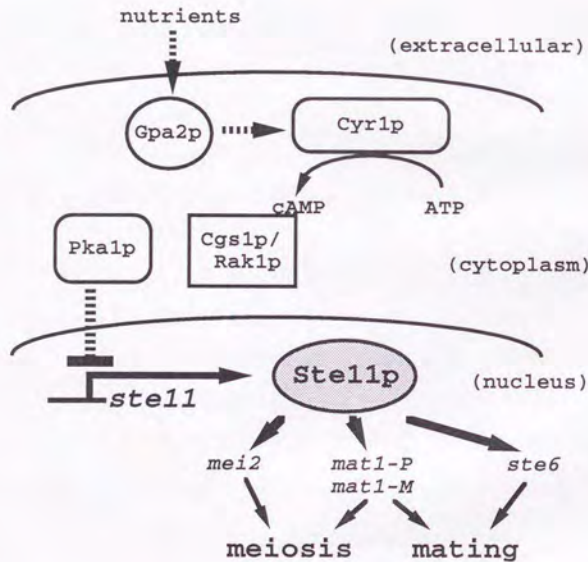 nutrients
(extracellular)
Gpa2p
Cyr1p
cAMP
ATP
Pka1p
Cgs1p/
Rak1p
(cytoplasm)
Ste11p
(nucleus)
ste11
mei2
mat1-P
mat1-M
ste6
meiosis
mating